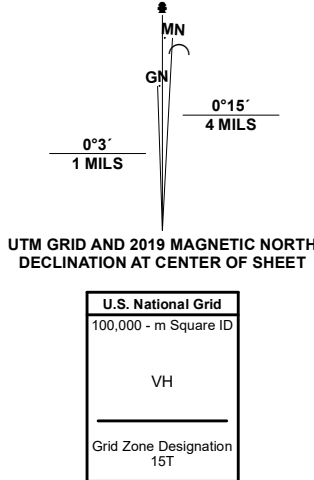 MN
GN
0°15´
4 MILS
0°3´
1 MILS
UTM GRID AND 2019 MAGNETIC NORTH
DECLINATION AT CENTER OF SHEET
U.S. National Grid
100,000 - m Square ID
VH
Grid Zone Designation
15T